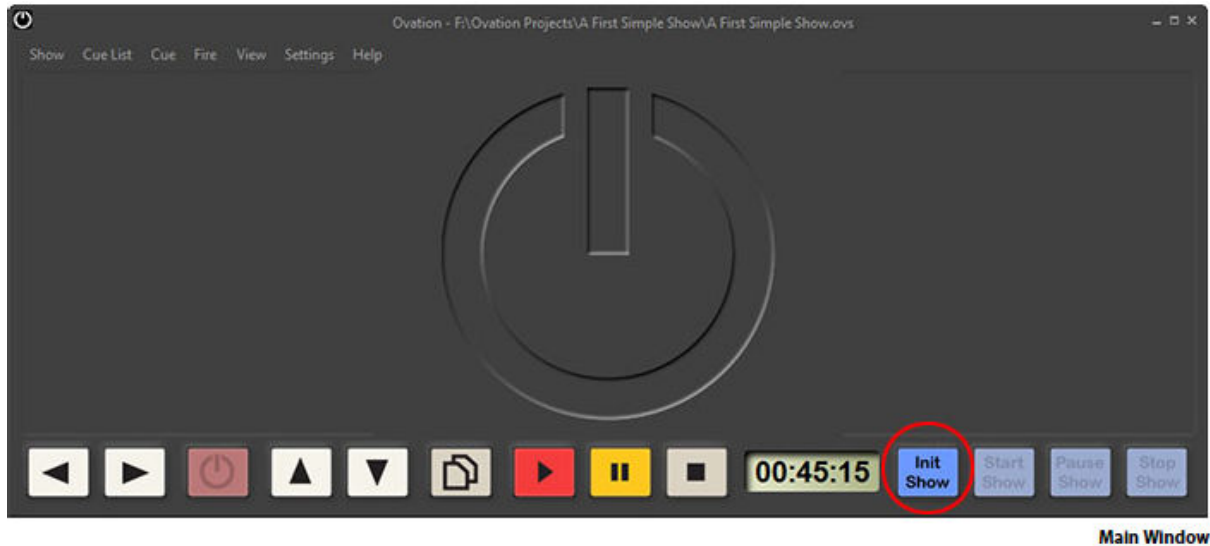 Ovation - F:\Ovation Projects\A First Simple Show\A First Simple Show.ovs
Show Cue List Cue Fire View Settings Help
00:45:15
Init
Show
Start
Show
Pause
Show
Stop
Show
Main Window